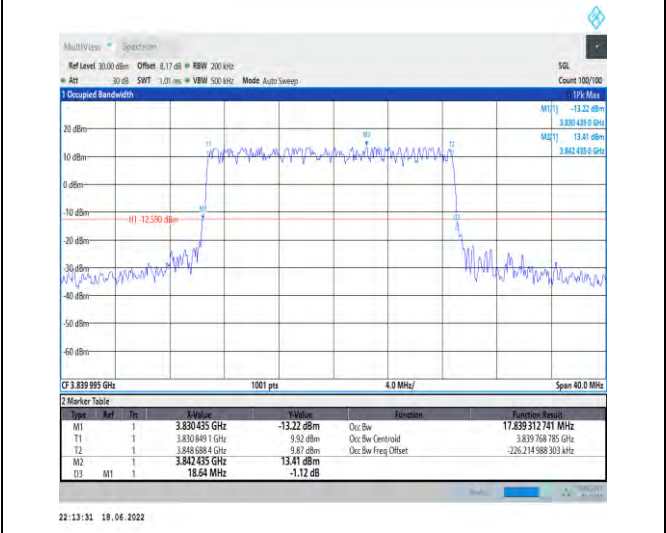 MultiView Spectrum
Ref Level 30.00 dBm Offset 8.17 dB RBW 200 kHz SGL
Att 30 dB SWT 1.01 ms VBW 500 kHz Mode Auto Sweep Count 100/100
1 Occupied Bandwidth 1Pk Max
M1[1] -13.22 dBm
3.830 435 0 GHz
M2[1] 13.41 dBm
3.842 435 0 GHz
20 dBm
M2
T1 T2
10 dBm
0 dBm
-10 dBm
M1
H1 -12.590 dBm
D3
-20 dBm
-30 dBm
-40 dBm
-50 dBm
-60 dBm
CF 3.839 995 GHz 1001 pts 4.0 MHz/ Span 40.0 MHz
2 Marker Table
Type Ref Trc X-Value Y-Value Function Function Result
M1 1 3.830 435 GHz -13.22 dBm Occ Bw 17.839 312 741 MHz
T1 1 3.830 849 1 GHz 9.92 dBm Occ Bw Centroid 3.839 768 785 GHz
T2 1 3.848 688 4 GHz 9.87 dBm Occ Bw Freq Offset -226.214 988 303 kHz
M2 1 3.842 435 GHz 13.41 dBm
D3 M1 1 18.64 MHz -1.12 dB
22:13:31 18.06.2022